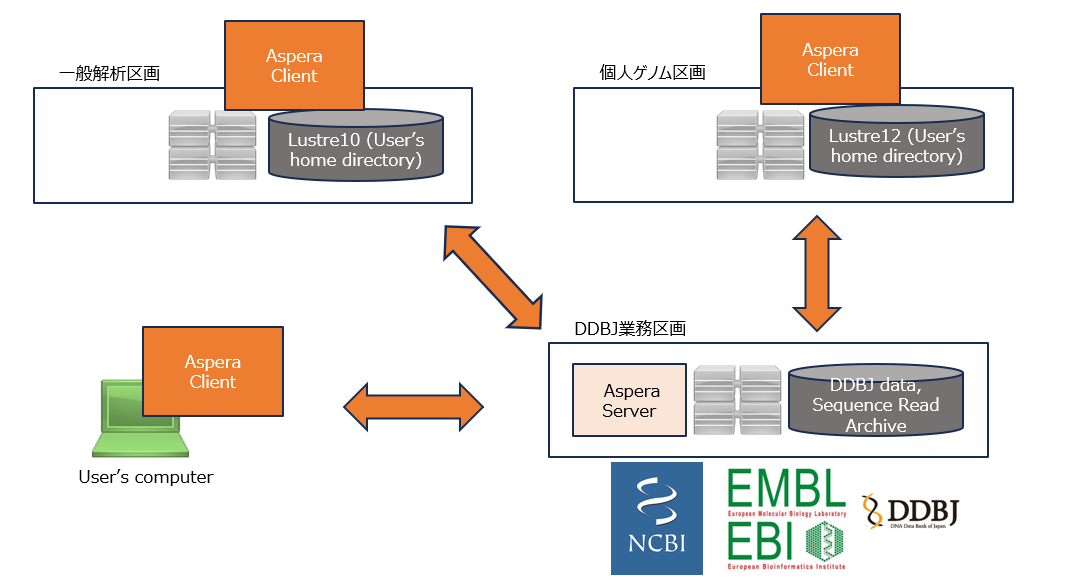 一般解析区画
Aspera
Client
Lustre10 (User’s
home directory)
個人ゲノム区画
Aspera
Client
Lustre12 (User’s
home directory)
Aspera
Client
User’s computer
DDBJ業務区画
Aspera
Server
DDBJ data,
Sequence Read
Archive
NCBI
EMBL
European Molecular Biology Laboratory
EBI
European Bioinformatics Institute
DDBJ
DNA Data Bank of Japan